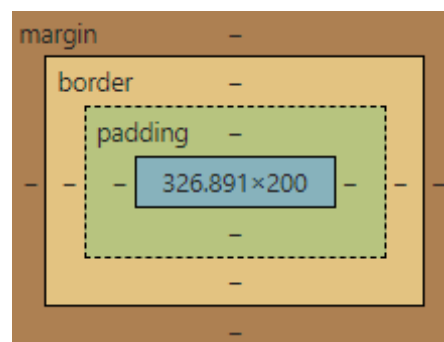 margin –
border –
padding –
– – – 326.891×200 – – –
–
–
–